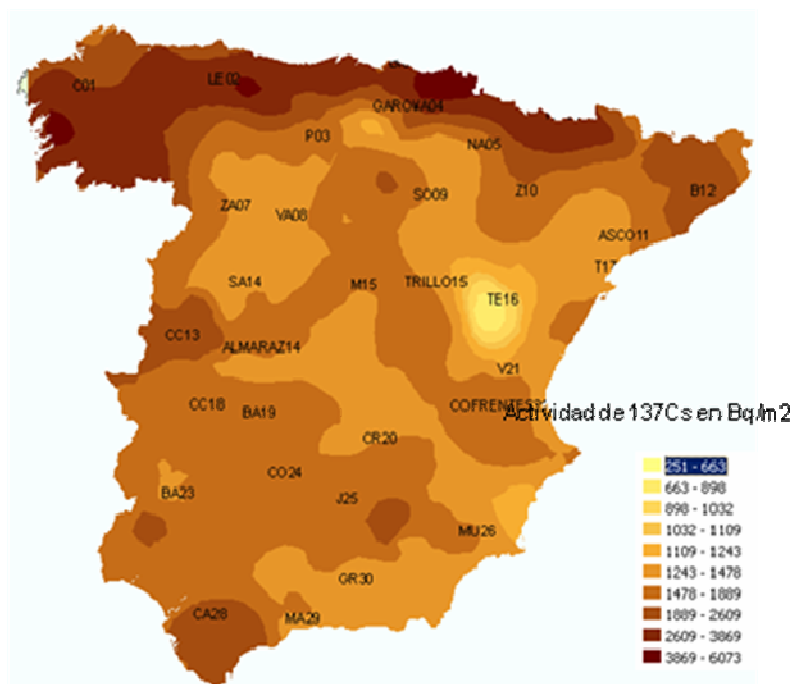 C01
LE02
P03
NA05
SO09
Z10
B12
ZA07
VA08
ASCO11
SA14
M15
TRILLO15
TE16
CC13
ALMARAZ14
V21
CC18
BA19
Actividad de 137Cs en Bq/m2
CR20
CO24
BA23
J25
MU26
GR30
CA28
MA29
251 - 663
663 - 898
898 - 1032
1032 - 1109
1109 - 1243
1243 - 1478
1478 - 1889
1889 - 2609
2609 - 3869
3869 - 6073